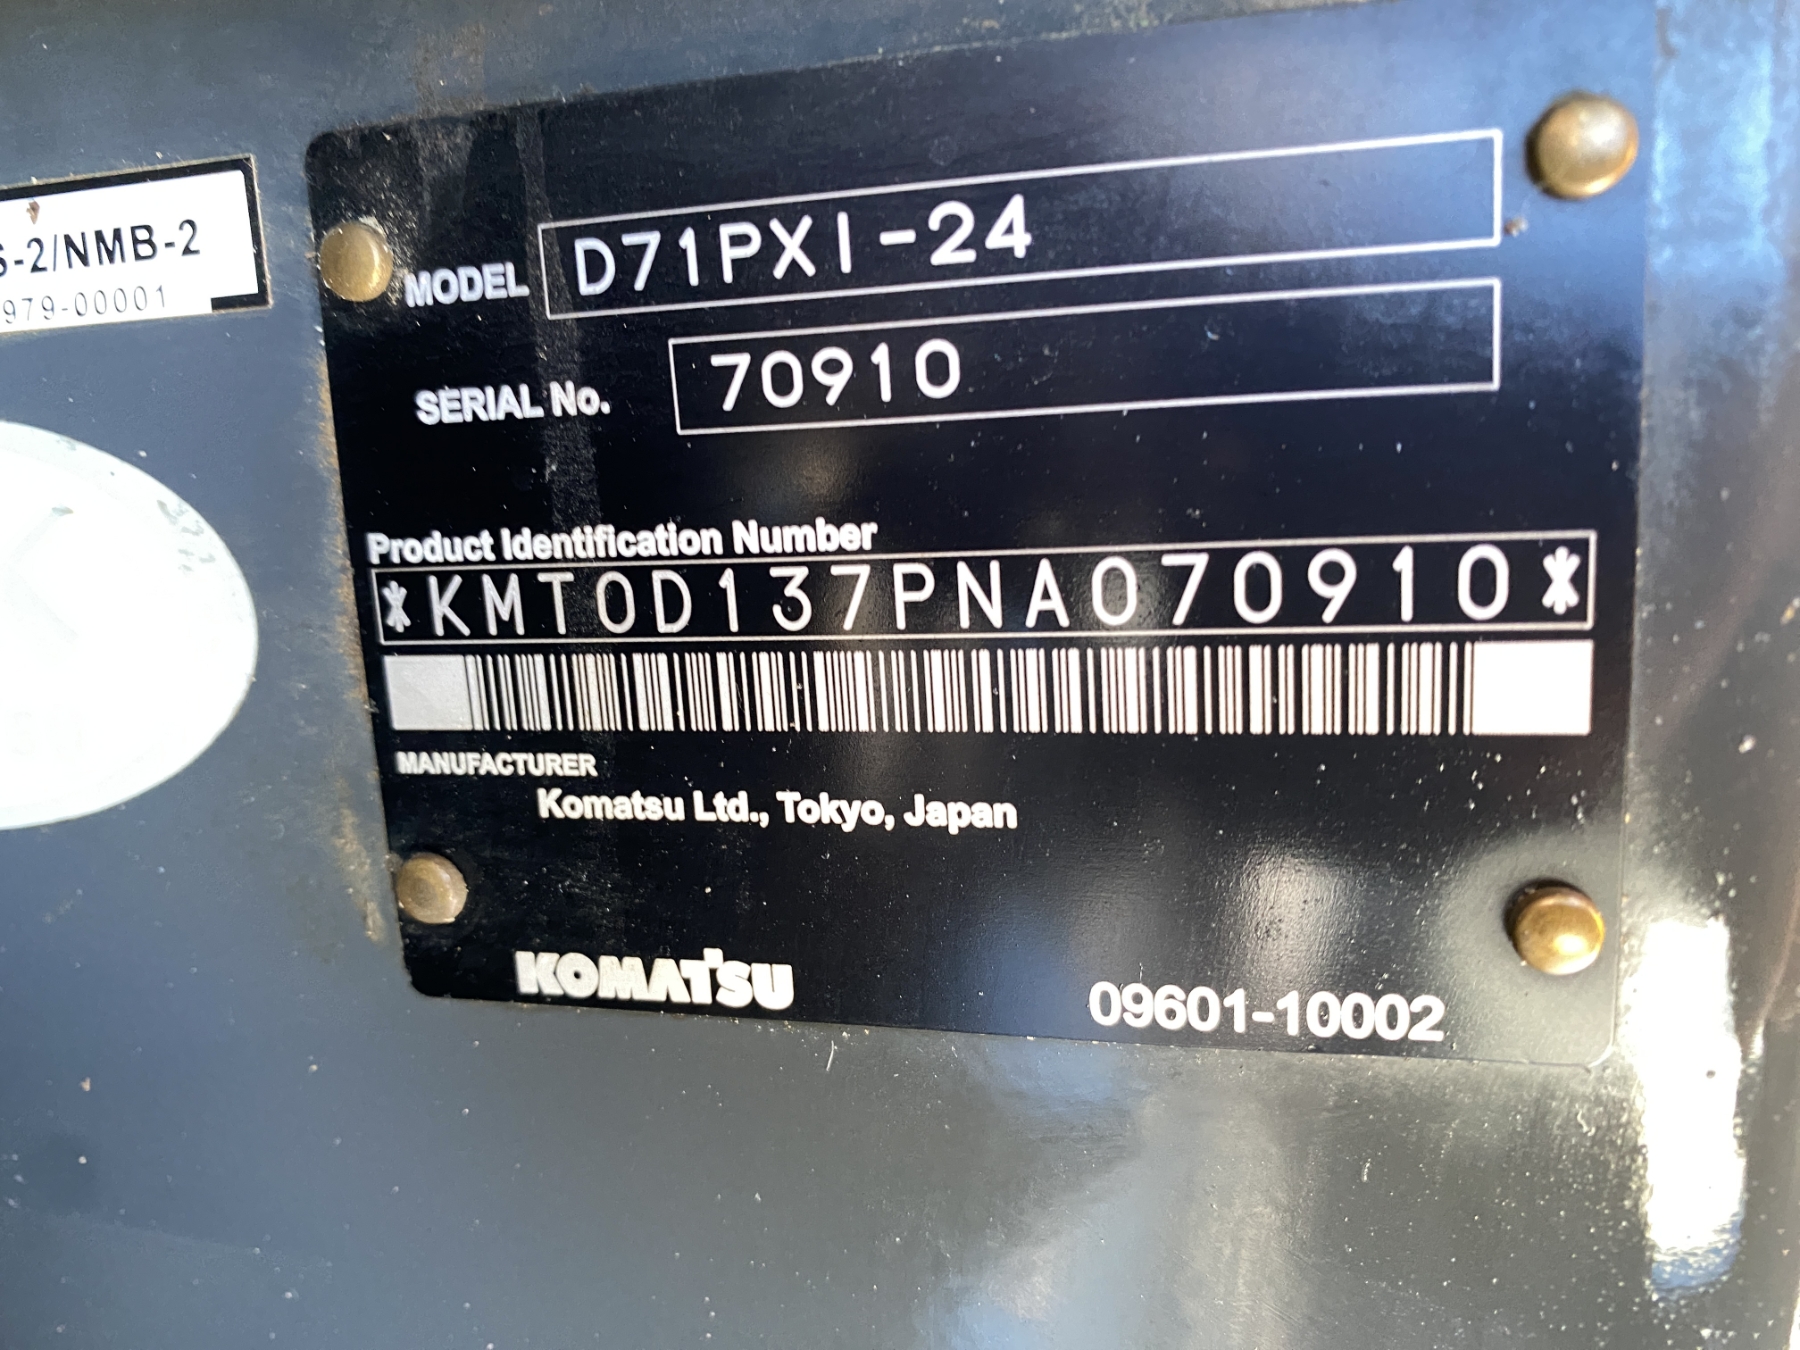 S-2/NMB-2
979-00001
MODEL D71PXI-24
SERIAL No. 70910
Product Identification Number
*KMT0D137PNA070910*
MANUFACTURER
Komatsu Ltd., Tokyo, Japan
KOMATSU 09601-10002